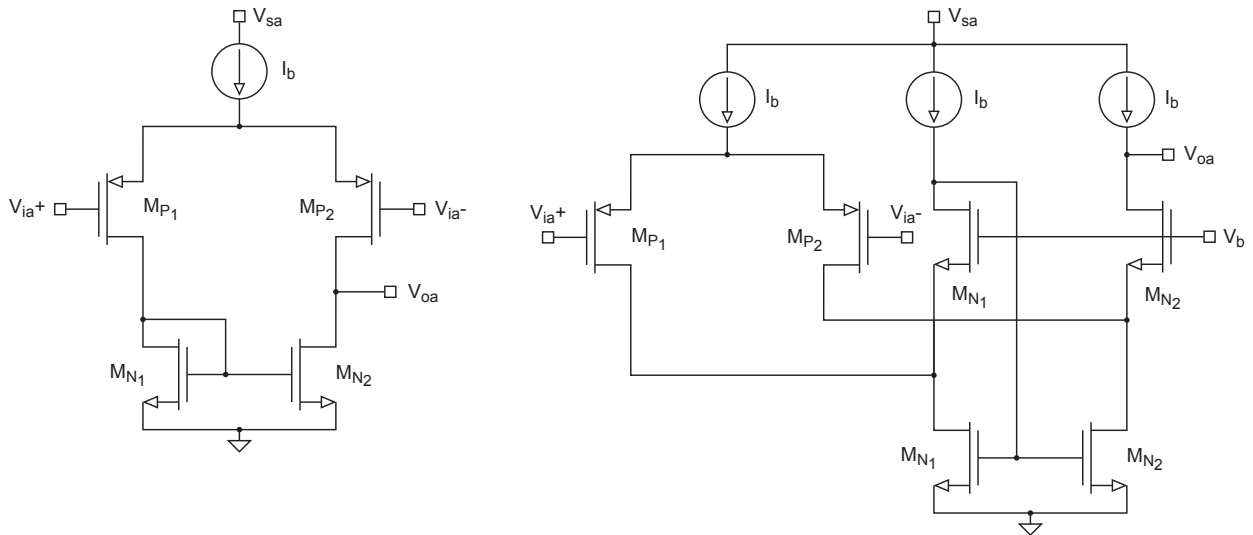 V_sa
I_b
V_ia+
M_P1
M_P2
V_ia-
V_oa
M_N1
M_N2
V_sa
I_b
I_b
I_b
V_oa
V_ia+
M_P1
M_P2
V_ia-
V_b
M_N1
M_N2
M_N1
M_N2